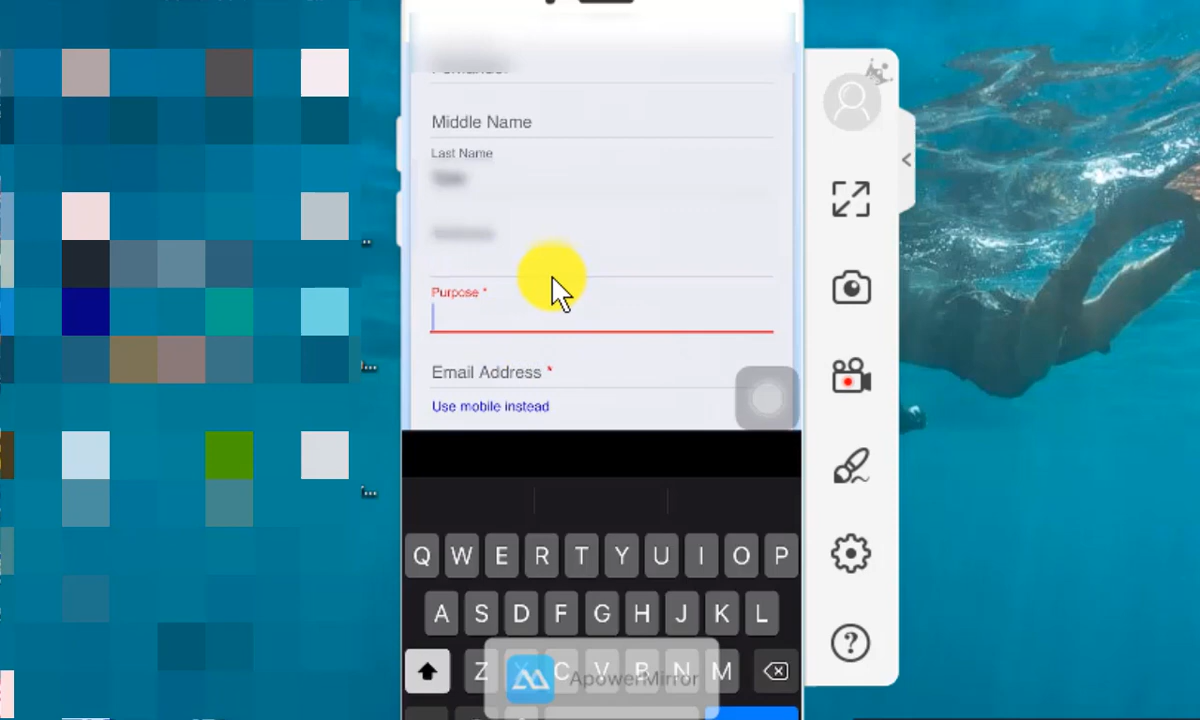 Middle Name
Last Name
Purpose *
Email Address *
Use mobile instead
Q W E R T Y U I O P
A S D F G H J K L
Z X C V B N M
ApowerMirror